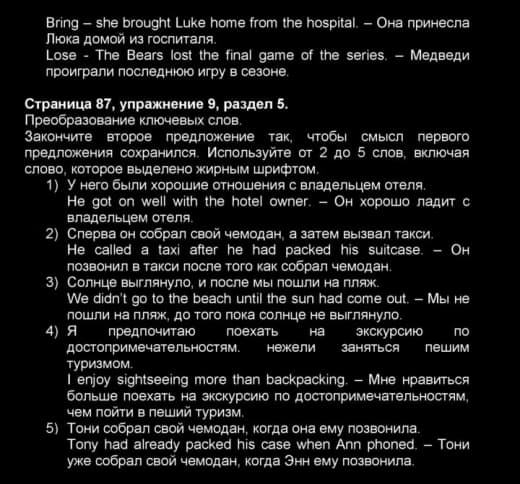 Bring – she brought Luke home from the hospital. – Она принесла
Люка домой из госпиталя.
Lose - The Bears lost the final game of the series. – Медведи
проиграли последнюю игру в сезоне.
Страница 87, упражнение 9, раздел 5.
Преобразование ключевых слов.
Закончите второе предложение так, чтобы смысл первого
предложения сохранился. Используйте от 2 до 5 слов, включая
слово, которое выделено жирным шрифтом.
1) У него были хорошие отношения с владельцем отеля.
He got on well with the hotel owner. – Он хорошо ладит с
владельцем отеля.
2) Сперва он собрал свой чемодан, а затем вызвал такси.
He called a taxi after he had packed his suitcase. – Он
позвонил в такси после того как собрал чемодан.
3) Солнце выглянуло, и после мы пошли на пляж.
We didn't go to the beach until the sun had come out. – Мы не
пошли на пляж, до того пока солнце не выглянуло.
4) Я предпочитаю поехать на экскурсию по
достопримечательностям. нежели заняться пешим
туризмом.
I enjoy sightseeing more than backpacking. – Мне нравиться
больше поехать на экскурсию по достопримечательностям,
чем пойти в пеший туризм.
5) Тони собрал свой чемодан, когда она ему позвонила.
Tony had already packed his case when Ann phoned. – Тони
уже собрал свой чемодан, когда Энн ему позвонила.